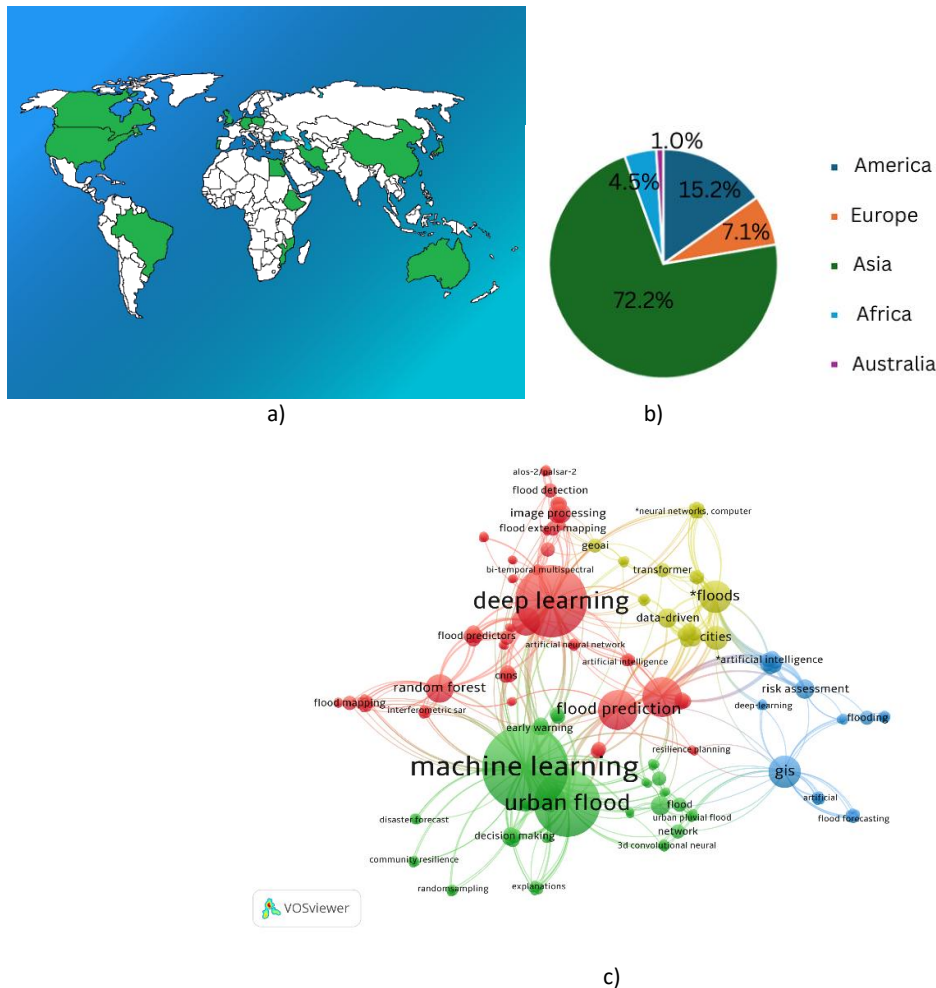 1.0%
4.5%
15.2%
7.1%
72.2%
America
Europe
Asia
Africa
Australia
a)
b)
alos-2/palsar-2
flood detection
image processing
*neural networks, computer
flood extent mapping
geoai
bi-temporal multispectral
transformer
deep learning
*floods
data-driven
flood predictors
cities
artificial neural network
*artificial intelligence
artificial intelligence
cnns
random forest
risk assessment
flood mapping
interferometric sar
flood prediction
deep-learning
flooding
early warning
resilience planning
machine learning
gis
urban flood
artificial
flood
disaster forecast
urban pluvial flood
flood forecasting
decision making
network
3d convolutional neural
community resilience
randomsampling
explanations
VOSviewer
c)